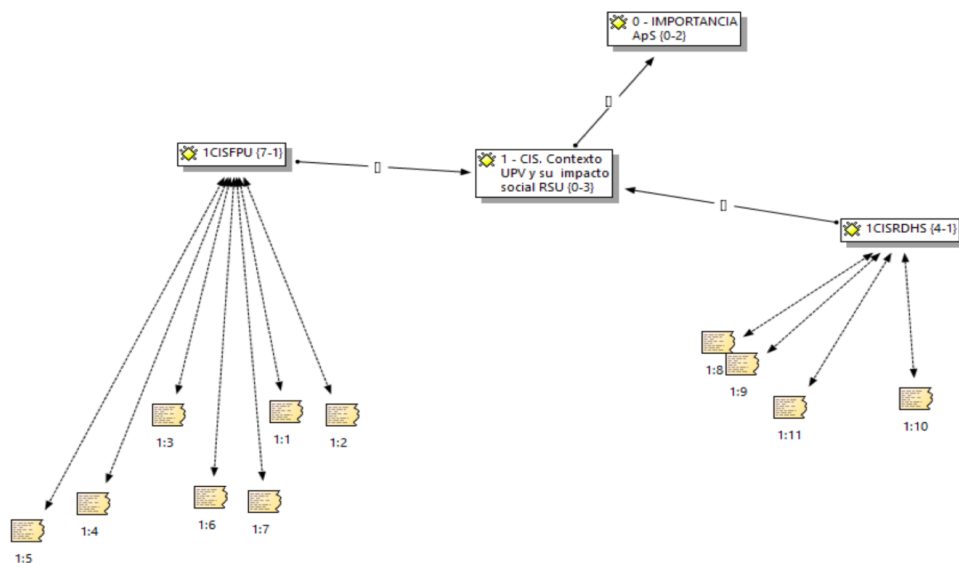 0 - IMPORTANCIA
ApS {0-2}
1CISFPU {7-1}
1 - CIS. Contexto
UPV y su impacto
social RSU {0-3}
1CISRDHS {4-1}
1:8
1:9
1:11
1:10
1:3
1:1
1:2
1:4
1:6
1:7
1:5